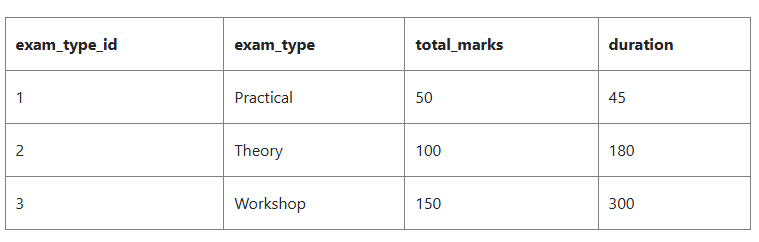 exam_type_id exam_type total_marks duration
1 Practical 50 45
2 Theory 100 180
3 Workshop 150 300